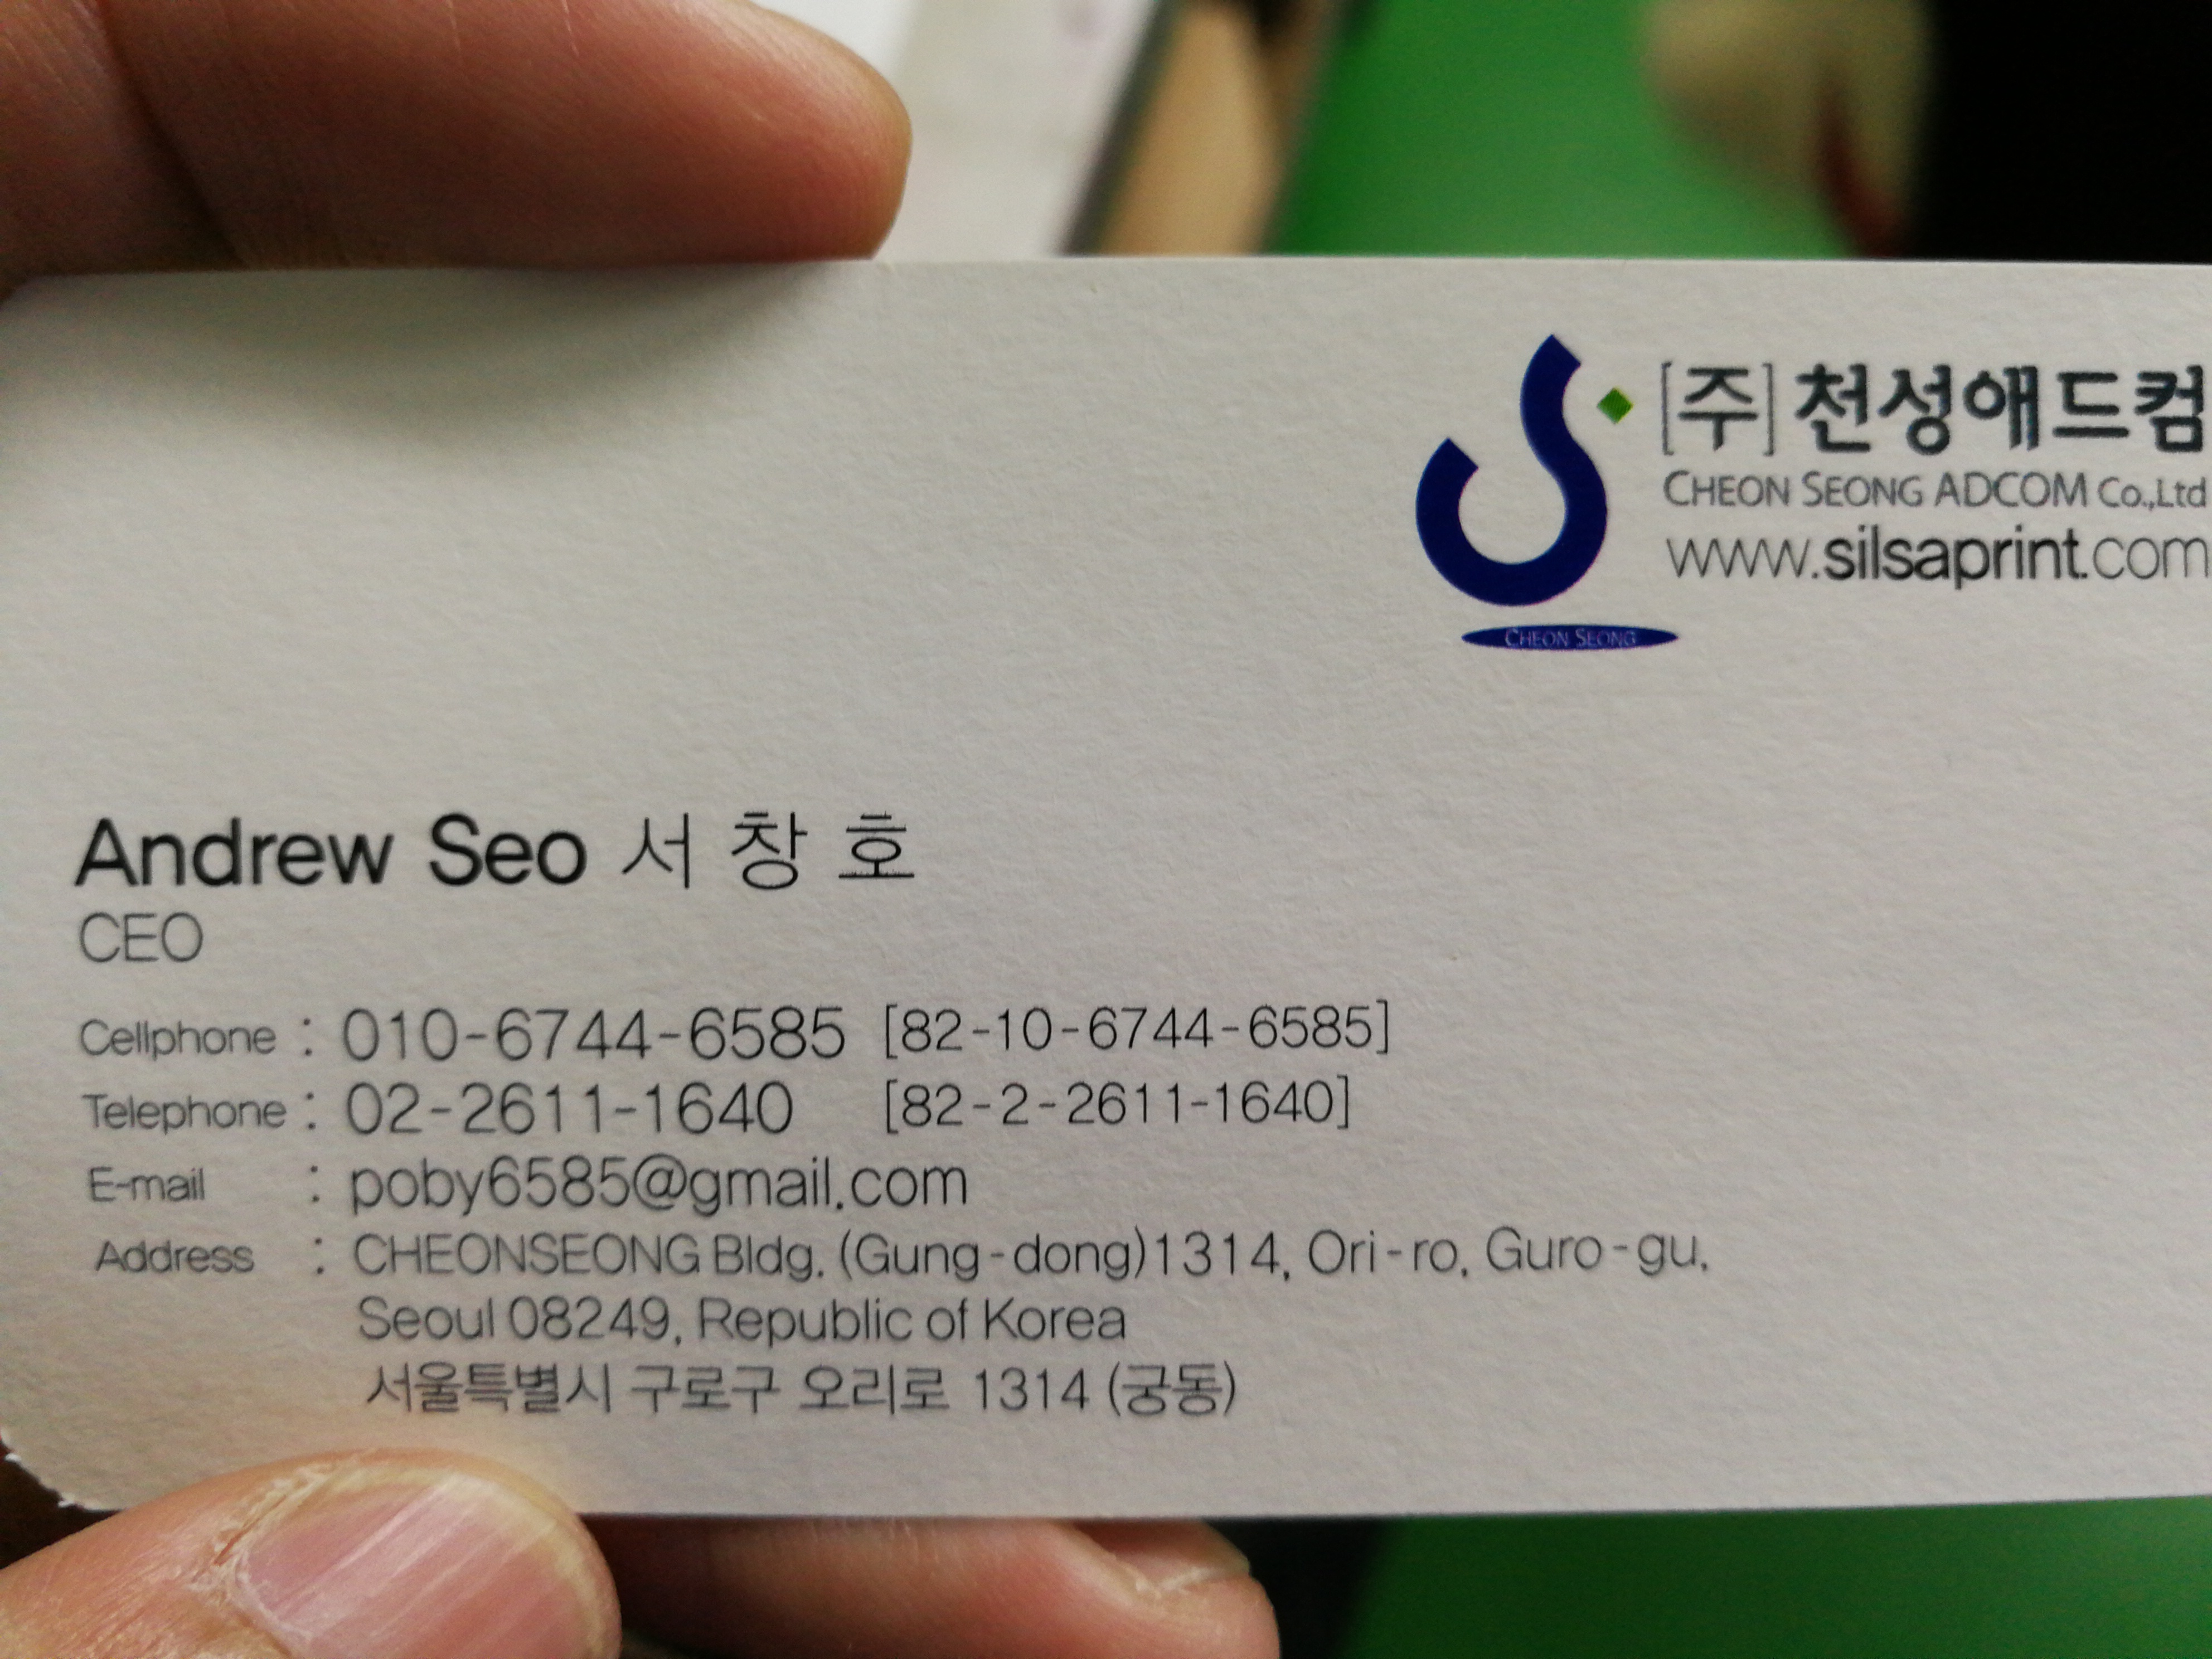 [주] 천성애드컴
CHEON SEONG ADCOM Co.,Ltd
www.silsaprint.com
CHEON SEONG
Andrew Seo 서 창 호
CEO
Cellphone : 010-6744-6585 [82-10-6744-6585]
Telephone : 02-2611-1640 [82-2-2611-1640]
E-mail : poby6585@gmail.com
Address : CHEONSEONG Bldg. (Gung-dong)1314, Ori-ro, Guro-gu,
Seoul 08249, Republic of Korea
서울특별시 구로구 오리로 1314 (궁동)